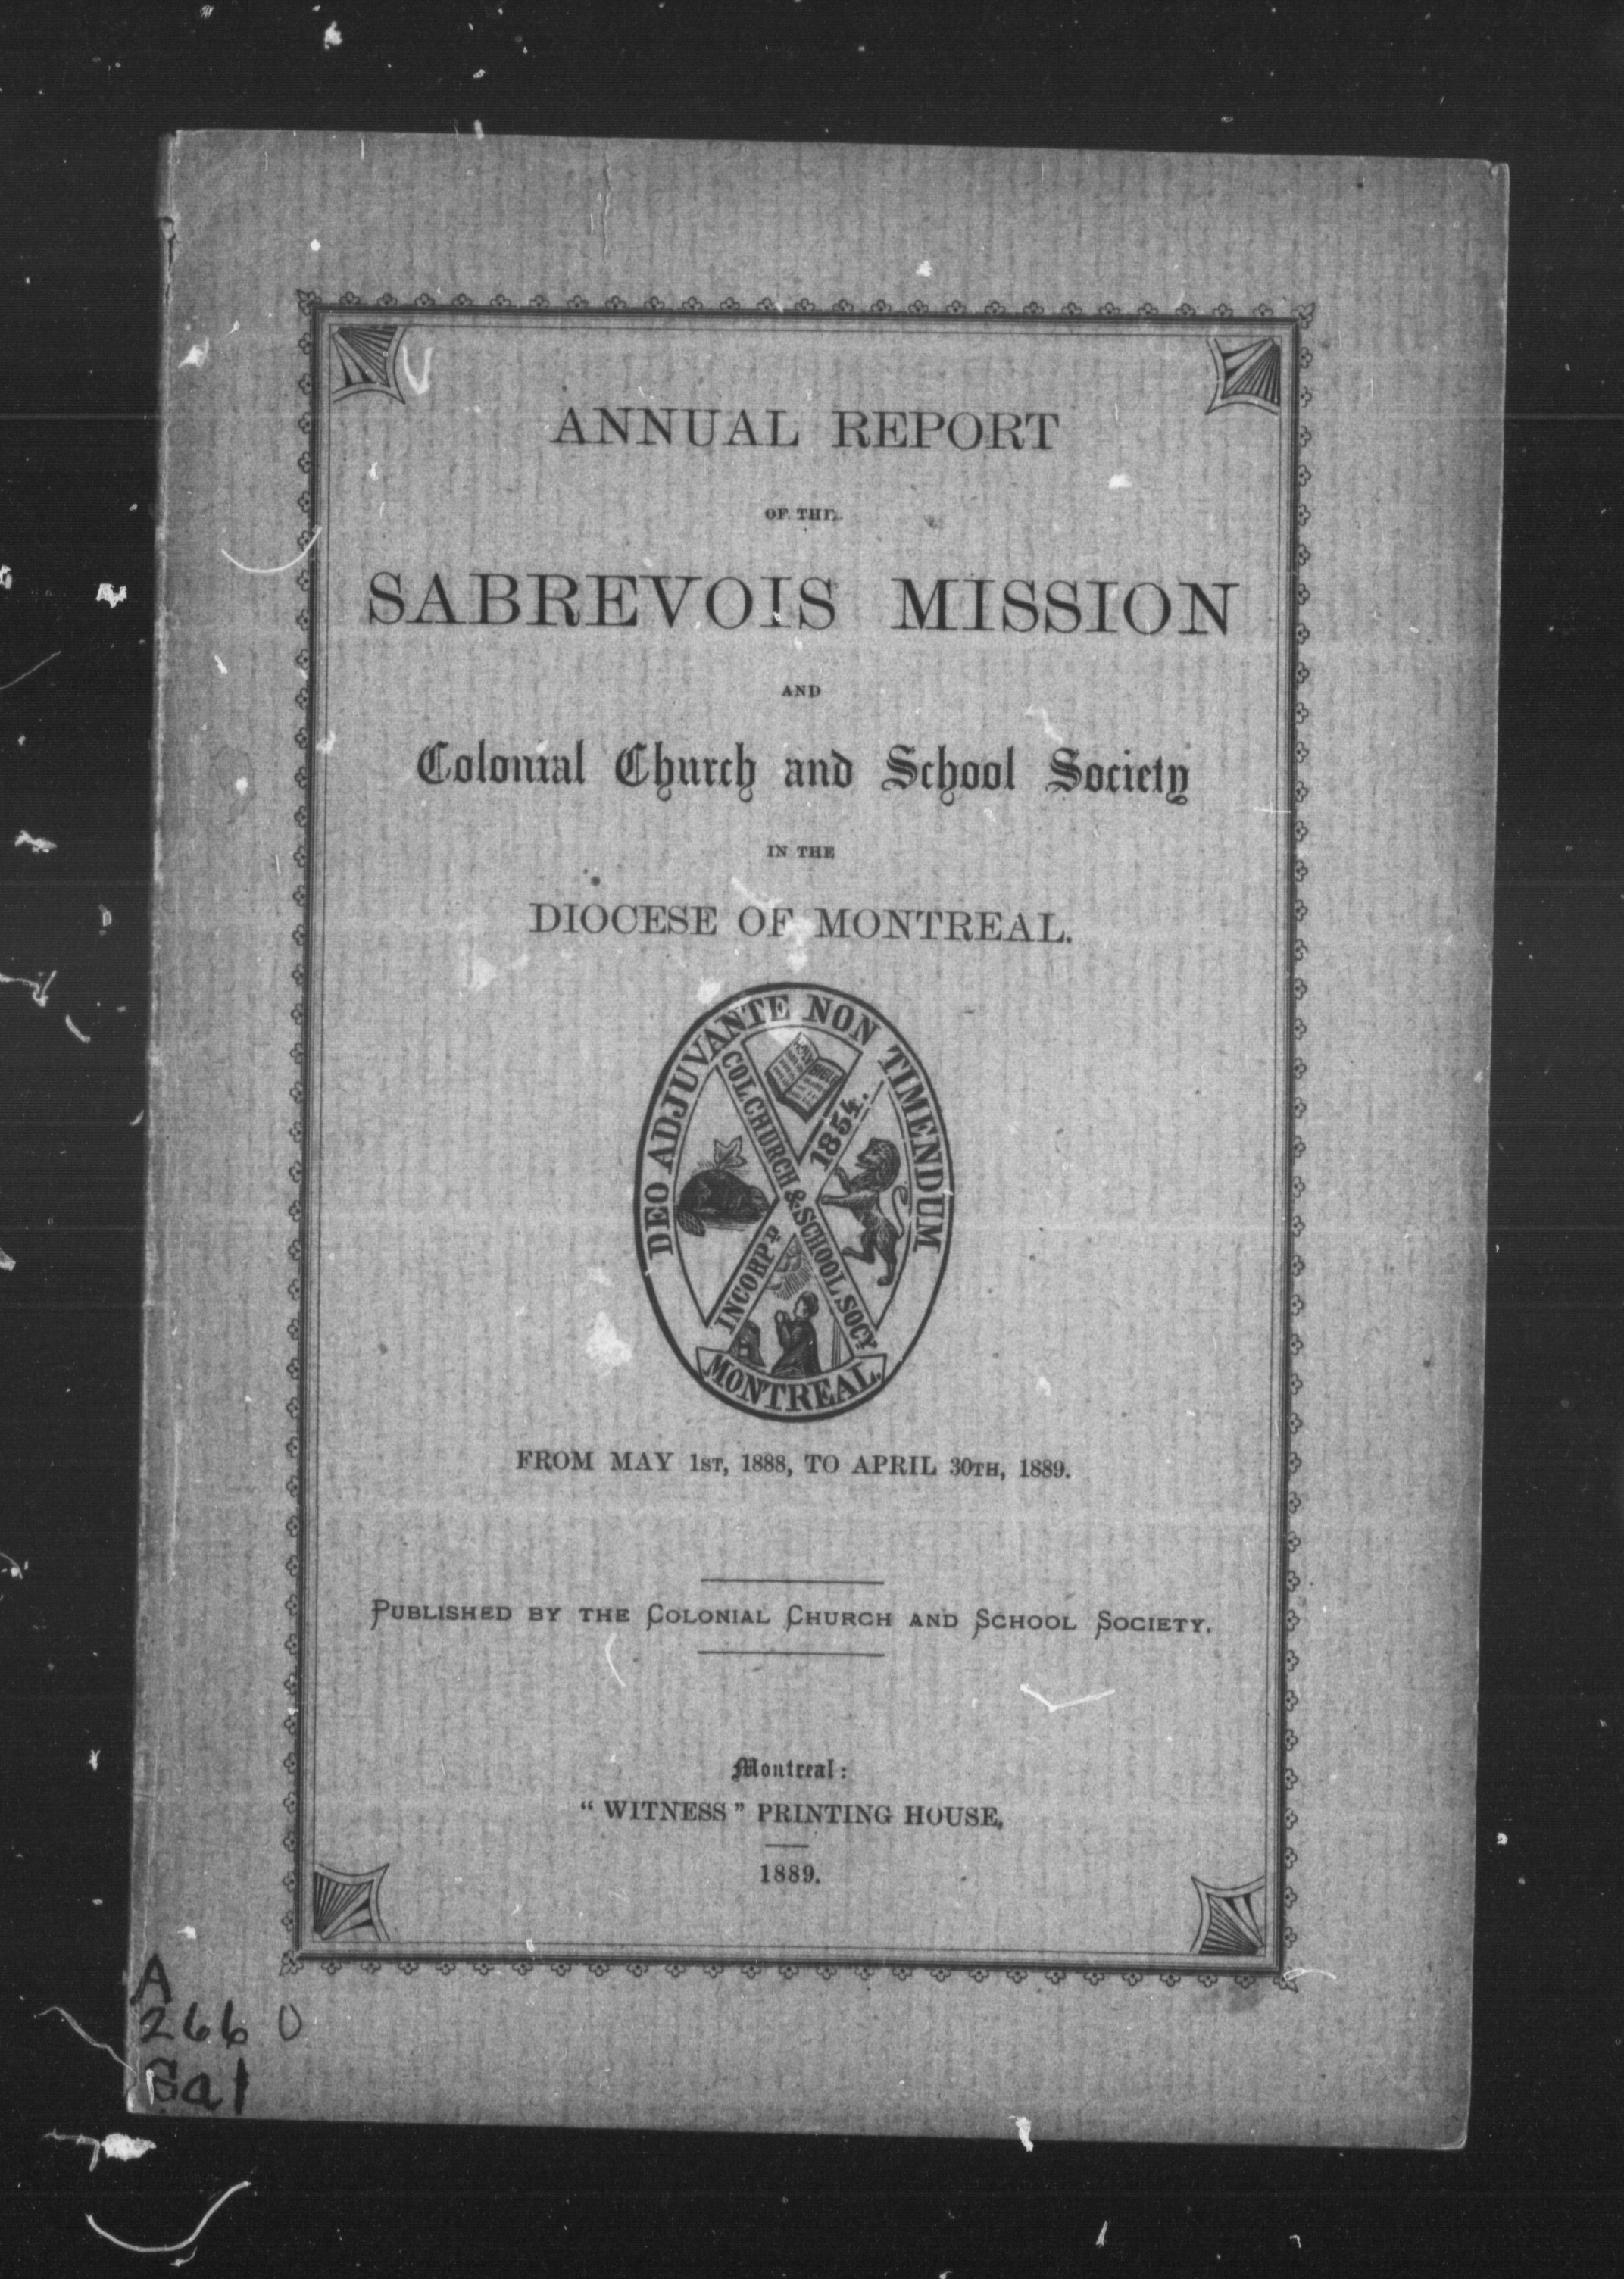 ANNUAL REPORT
OF THE
SABREVOIS MISSION
AND
Colonial Church and School Society
IN THE
DIOCESE OF MONTREAL.
DEO ADJUVANTE NON TIMENDUM
COL CHURCH & SCHOOL SOCY
INCORPD 1854.
MONTREAL.
FROM MAY 1ST, 1888, TO APRIL 30TH, 1889.
PUBLISHED BY THE COLONIAL CHURCH AND SCHOOL SOCIETY.
Montreal:
“ WITNESS ” PRINTING HOUSE,
1889.
A
266
Sa1